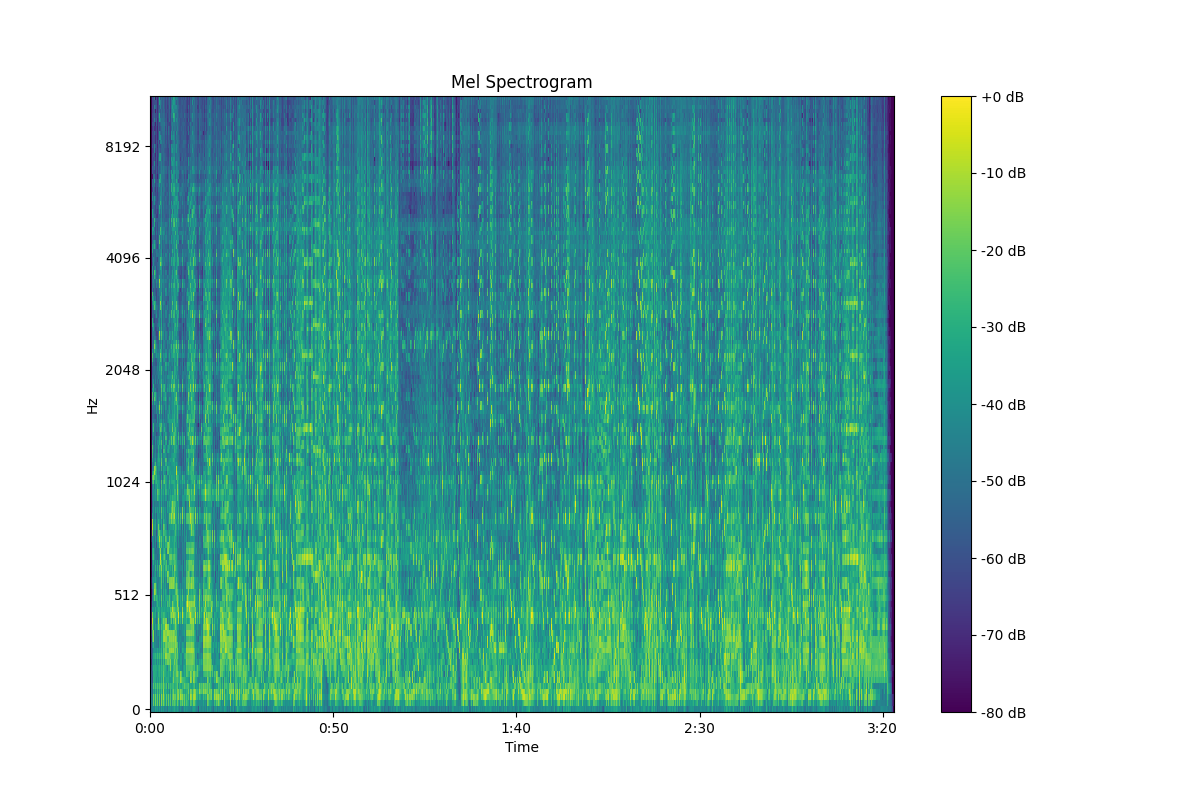 Mel Spectrogram
+0 dB
8192
-10 dB
-20 dB
4096
-30 dB
2048
-40 dB
Hz
1024
-50 dB
-60 dB
512
-70 dB
0
-80 dB
0:00 0:50 1:40 2:30 3:20
Time